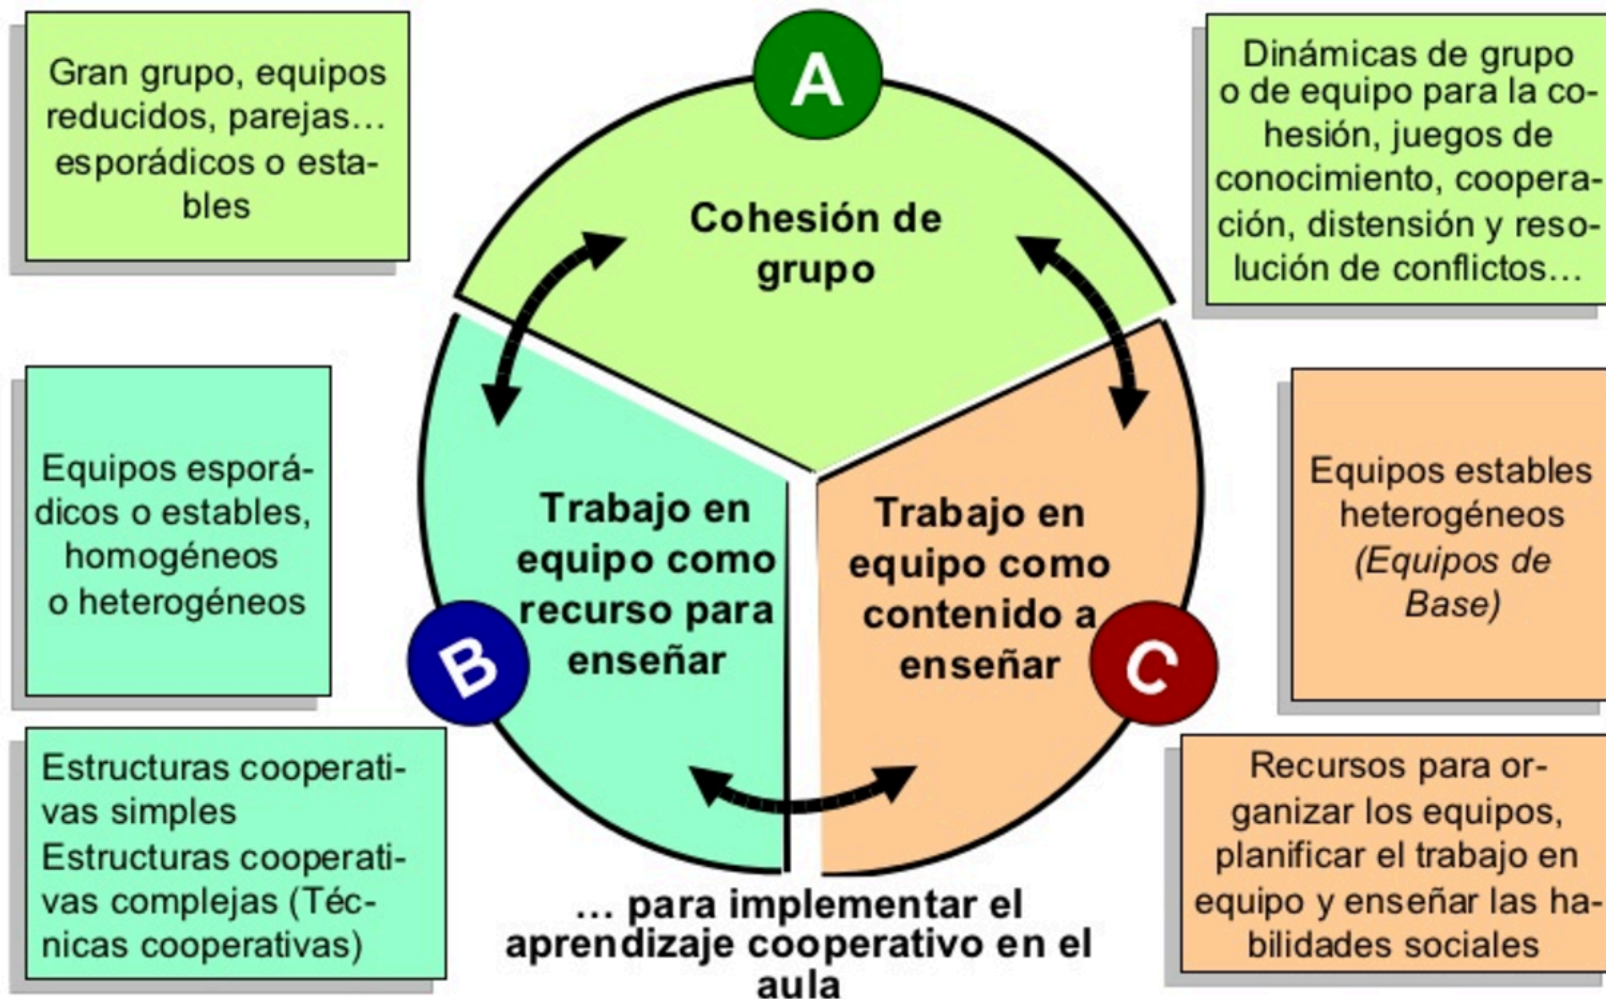 Gran grupo, equipos
reducidos, parejas…
esporádicos o esta-
bles
A
Cohesión de
grupo
Dinámicas de grupo
o de equipo para la co-
hesión, juegos de
conocimiento, coopera-
ción, distensión y reso-
lución de conflictos…
Equipos esporá-
dicos o estables,
homogéneos
o heterogéneos
B
Trabajo en
equipo como
recurso para
enseñar
Trabajo en
equipo como
contenido a
enseñar
C
Equipos estables
heterogéneos
(Equipos de
Base)
Estructuras cooperati-
vas simples
Estructuras cooperati-
vas complejas (Téc-
nicas cooperativas)
… para implementar el
aprendizaje cooperativo en el
aula
Recursos para or-
ganizar los equipos,
planificar el trabajo en
equipo y enseñar las ha-
bilidades sociales